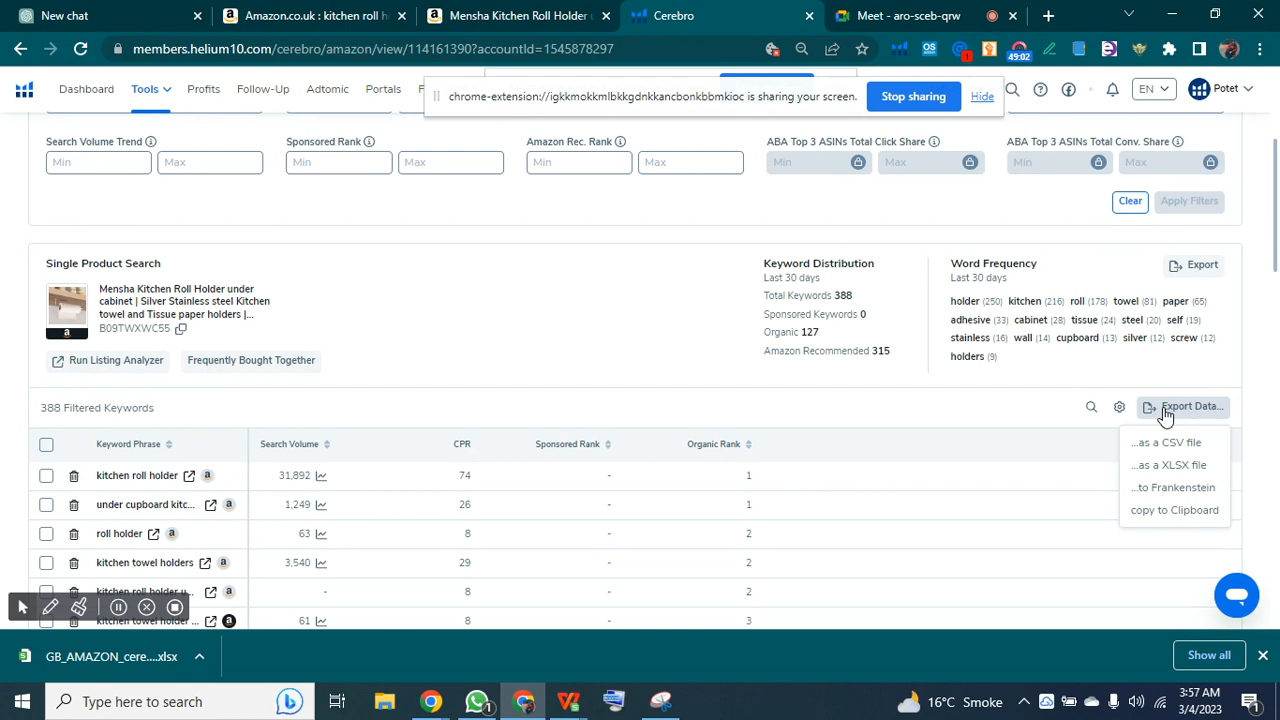 New chat
Amazon.co.uk : kitchen roll h
Mensha Kitchen Roll Holder u
Cerebro
Meet - aro-sceb-qrw
members.helium10.com/cerebro/amazon/view/114161390?accountId=1545878297
OS
1
49:02
Dashboard
Tools
Profits
Follow-Up
Adtomic
Portals
F
chrome-extension://igkkmokkmlbkkgdnkkancbonkbbmkioc is sharing your screen.
Stop sharing
Hide
EN
Potet
Search Volume Trend
Sponsored Rank
Amazon Rec. Rank
ABA Top 3 ASINs Total Click Share
ABA Top 3 ASINs Total Conv. Share
Min
Max
Min
Max
Min
Max
Min
Max
Min
Max.
Clear
Apply Filters
Single Product Search
Mensha Kitchen Roll Holder under
cabinet | Silver Stainless steel Kitchen
towel and Tissue paper holders |...
B09TWXWC55
Run Listing Analyzer
Frequently Bought Together
Keyword Distribution
Last 30 days
Total Keywords 388
Sponsored Keywords 0
Organic 127
Amazon Recommended 315
Word Frequency
Last 30 days
Export
holder (250) kitchen (216) roll (178) towel (81) paper (65)
adhesive (33) cabinet (28) tissue (24) steel (20) self (19)
stainless (16) wall (14) cupboard (13) silver (12) screw (12)
holders (9)
388 Filtered Keywords
Export Data...
...as a CSV file
...as a XLSX file
...to Frankenstein
copy to Clipboard
Keyword Phrase
Search Volume
CPR
Sponsored Rank
Organic Rank
kitchen roll holder
31,892
74
-
1
under cupboard kitc...
1,249
26
-
1
roll holder
63
8
-
2
kitchen towel holders
3,540
29
-
2
kitchen roll holder u...
-
8
-
2
kitchen towel holder ...
61
8
-
3
GB_AMAZON_cere....xlsx
Show all
Type here to search
1
16°C Smoke
3:57 AM
3/4/2023
1